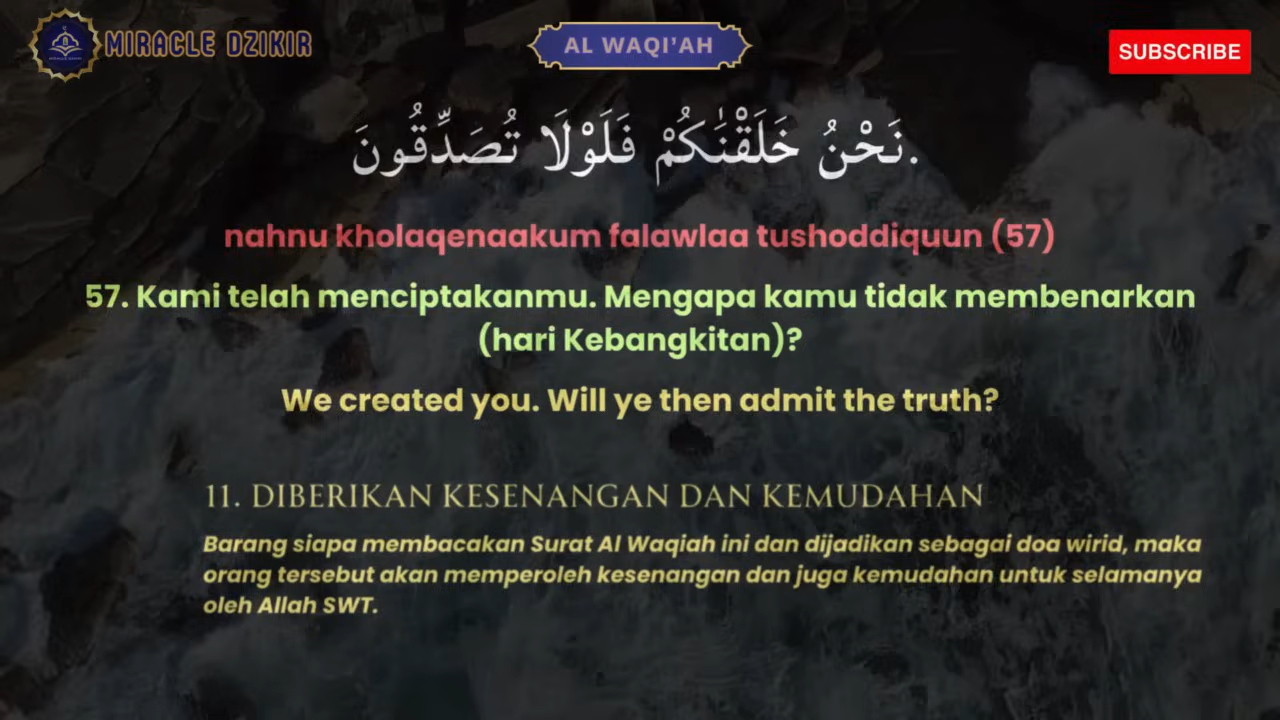 MIRACLE DZIKIR
AL WAQI'AH
SUBSCRIBE
نَحْنُ خَلَقْنَٰكُمْ فَلَوْلَا تُصَدِّقُونَ.
nahnu kholaqenaakum falawlaa tushoddiquun (57)
57. Kami telah menciptakanmu. Mengapa kamu tidak membenarkan
(hari Kebangkitan)?
We created you. Will ye then admit the truth?
11. DIBERIKAN KESENANGAN DAN KEMUDAHAN
Barang siapa membacakan Surat Al Waqiah ini dan dijadikan sebagai doa wirid, maka
orang tersebut akan memperoleh kesenangan dan juga kemudahan untuk selamanya
oleh Allah SWT.